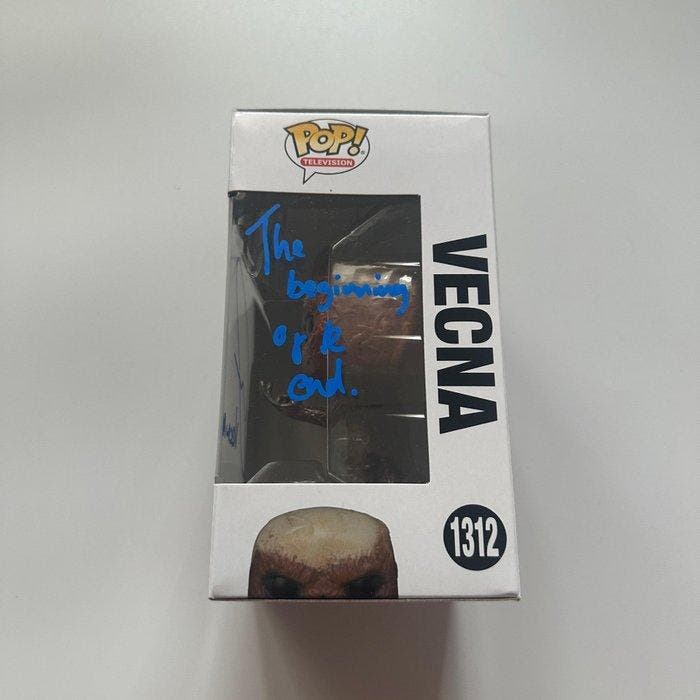 POP!
TELEVISION
The
beginning
of the
end.
VECNA
1312